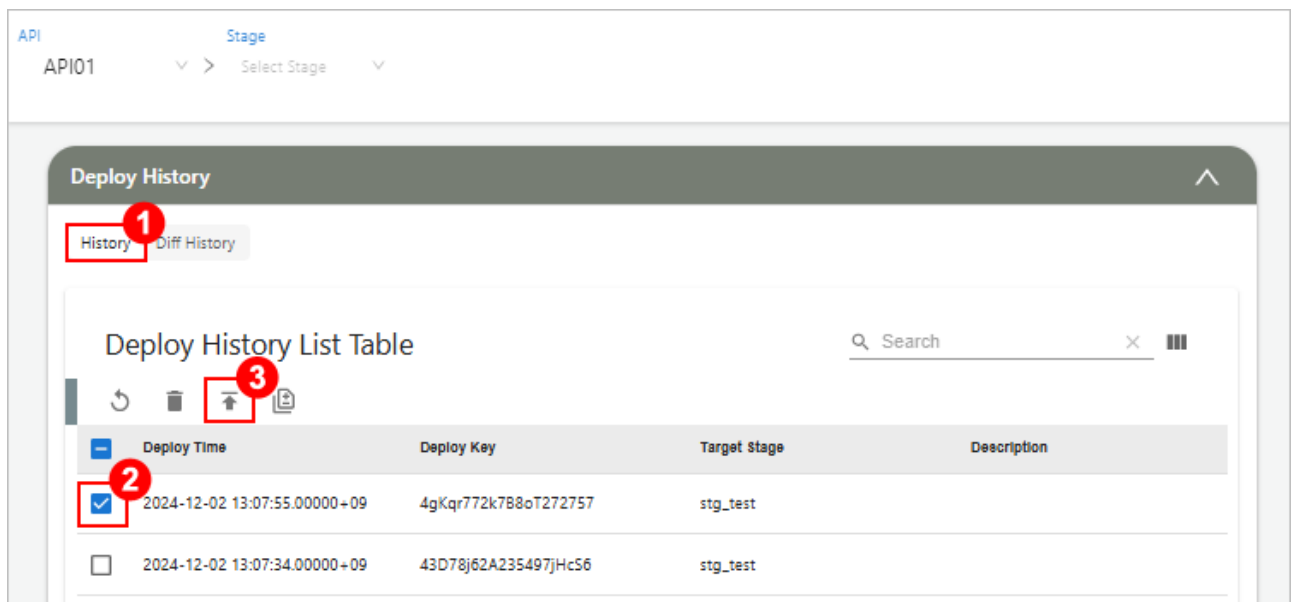 API Stage
API01 > Select Stage
Deploy History
1
History Diff History
Deploy History List Table
Search
3
Deploy Time Deploy Key Target Stage Description
2
2024-12-02 13:07:55.00000+09 4gKqr772k7B8oT272757 stg_test
2024-12-02 13:07:34.00000+09 43D78j62A235497jHcS6 stg_test